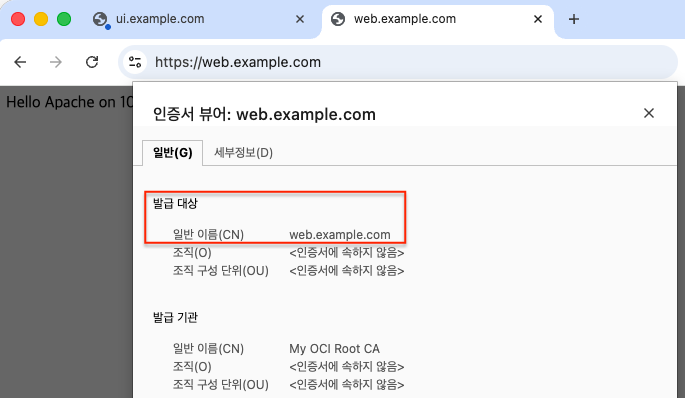 ui.example.com
web.example.com
https://web.example.com
Hello Apache on 10
인증서 뷰어: web.example.com
일반(G) 세부정보(D)
발급 대상
일반 이름(CN) web.example.com
조직(O) <인증서에 속하지 않음>
조직 구성 단위(OU) <인증서에 속하지 않음>
발급 기관
일반 이름(CN) My OCI Root CA
조직(O) <인증서에 속하지 않음>
조직 구성 단위(OU) <인증서에 속하지 않음>